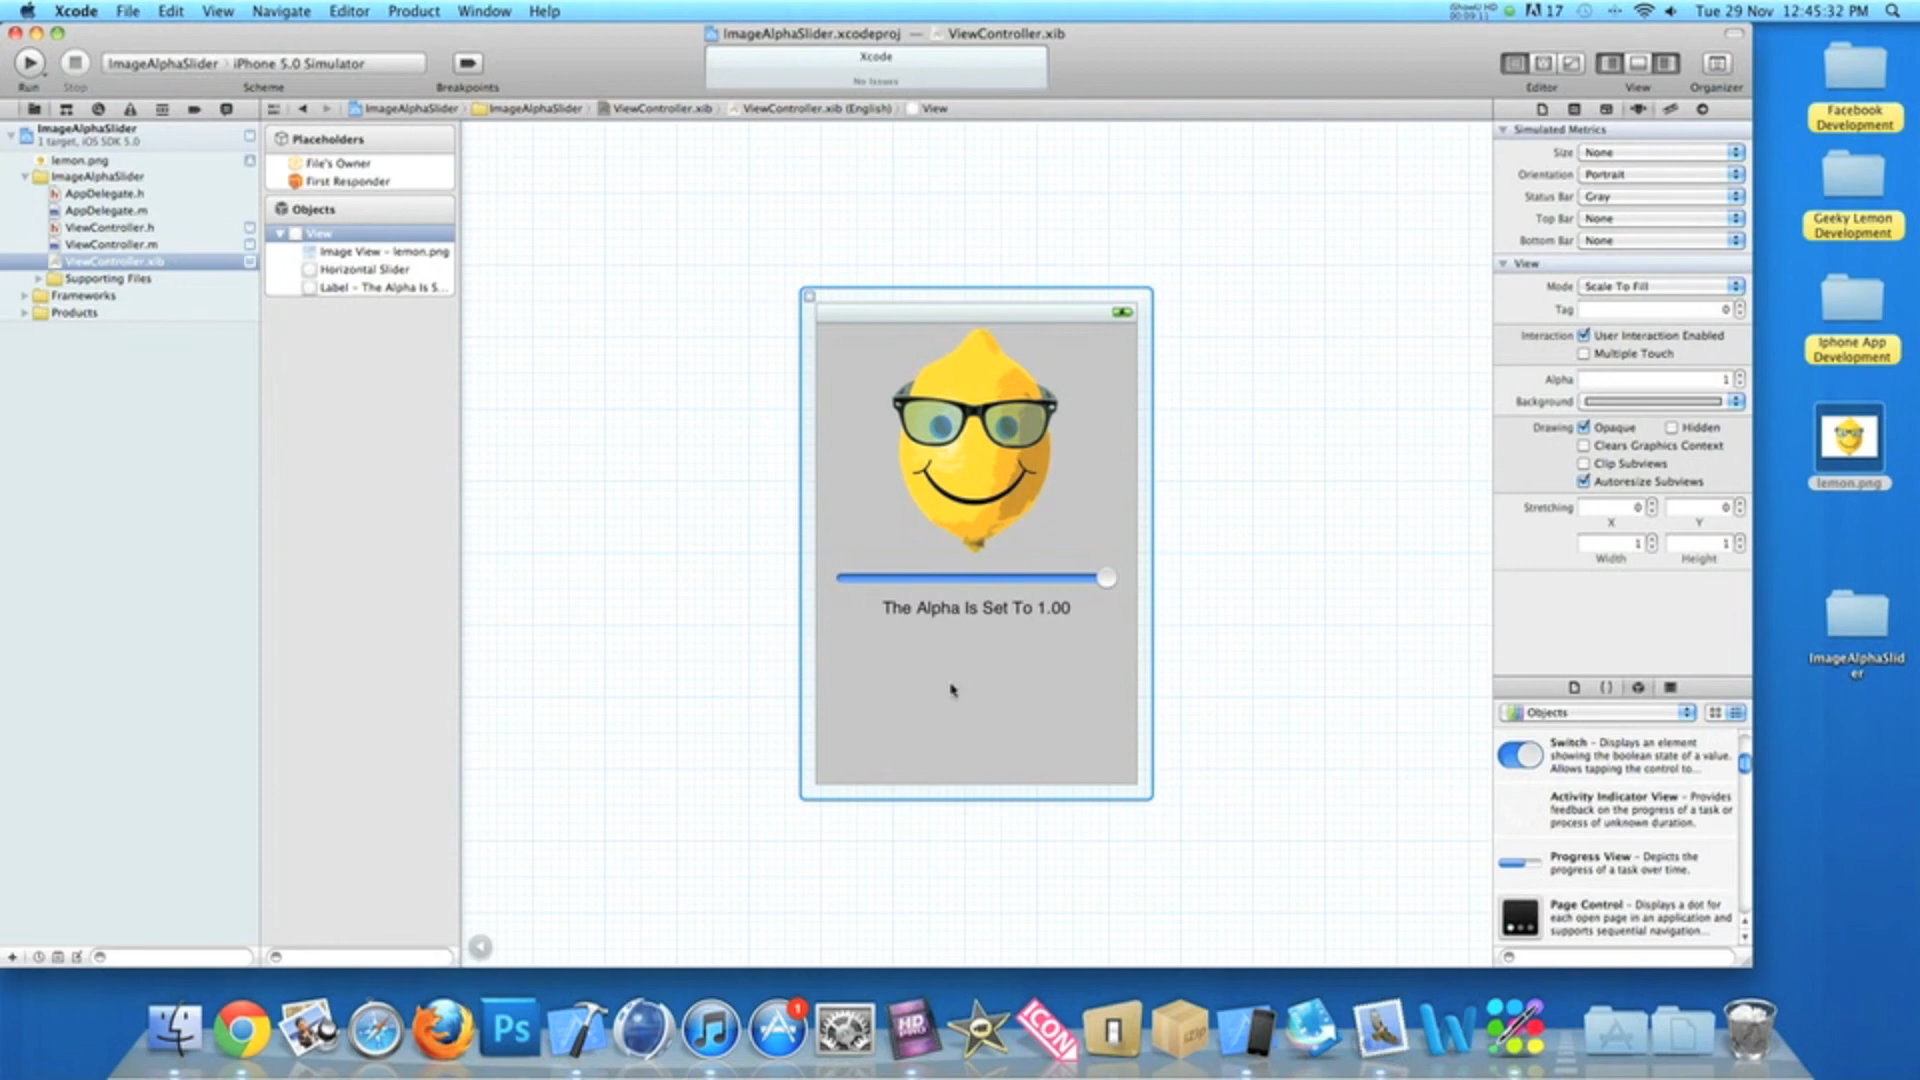 Xcode File Edit View Navigate Editor Product Window Help
17 Tue 29 Nov 12:45:32 PM
ImageAlphaSlider.xcodeproj — ViewController.xib
ImageAlphaSlider iPhone 5.0 Simulator
Xcode
No Issues
Run Stop Scheme Breakpoints
Editor View Organizer
ImageAlphaSlider ImageAlphaSlider ViewController.xib ViewController.xib (English) View
ImageAlphaSlider
1 target, iOS SDK 5.0
lemon.png
ImageAlphaSlider
AppDelegate.h
AppDelegate.m
ViewController.h
ViewController.m
ViewController.xib
Supporting Files
Frameworks
Products
Placeholders
File's Owner
First Responder
Objects
View
Image View - lemon.png
Horizontal Slider
Label - The Alpha Is S...
The Alpha Is Set To 1.00
Simulated Metrics
Size None
Orientation Portrait
Status Bar Gray
Top Bar None
Bottom Bar None
View
Mode Scale To Fill
Tag 0
Interaction User Interaction Enabled
Multiple Touch
Alpha 1
Background
Drawing Opaque Hidden
Clears Graphics Context
Clip Subviews
Autoresize Subviews
Stretching 0 0
X Y
1 1
Width Height
Objects
Switch - Displays an element
showing the boolean state of a value.
Allows tapping the control to...
Activity Indicator View - Provides
feedback on the progress of a task or
process of unknown duration.
Progress View - Depicts the
progress of a task over time.
Page Control - Displays a dot for
each open page in an application and
supports sequential navigation...
Facebook
Development
Geeky Lemon
Development
Iphone App
Development
lemon.png
ImageAlphaSlid
er
Ps
1
HD
PRO
ICON
iZip
W